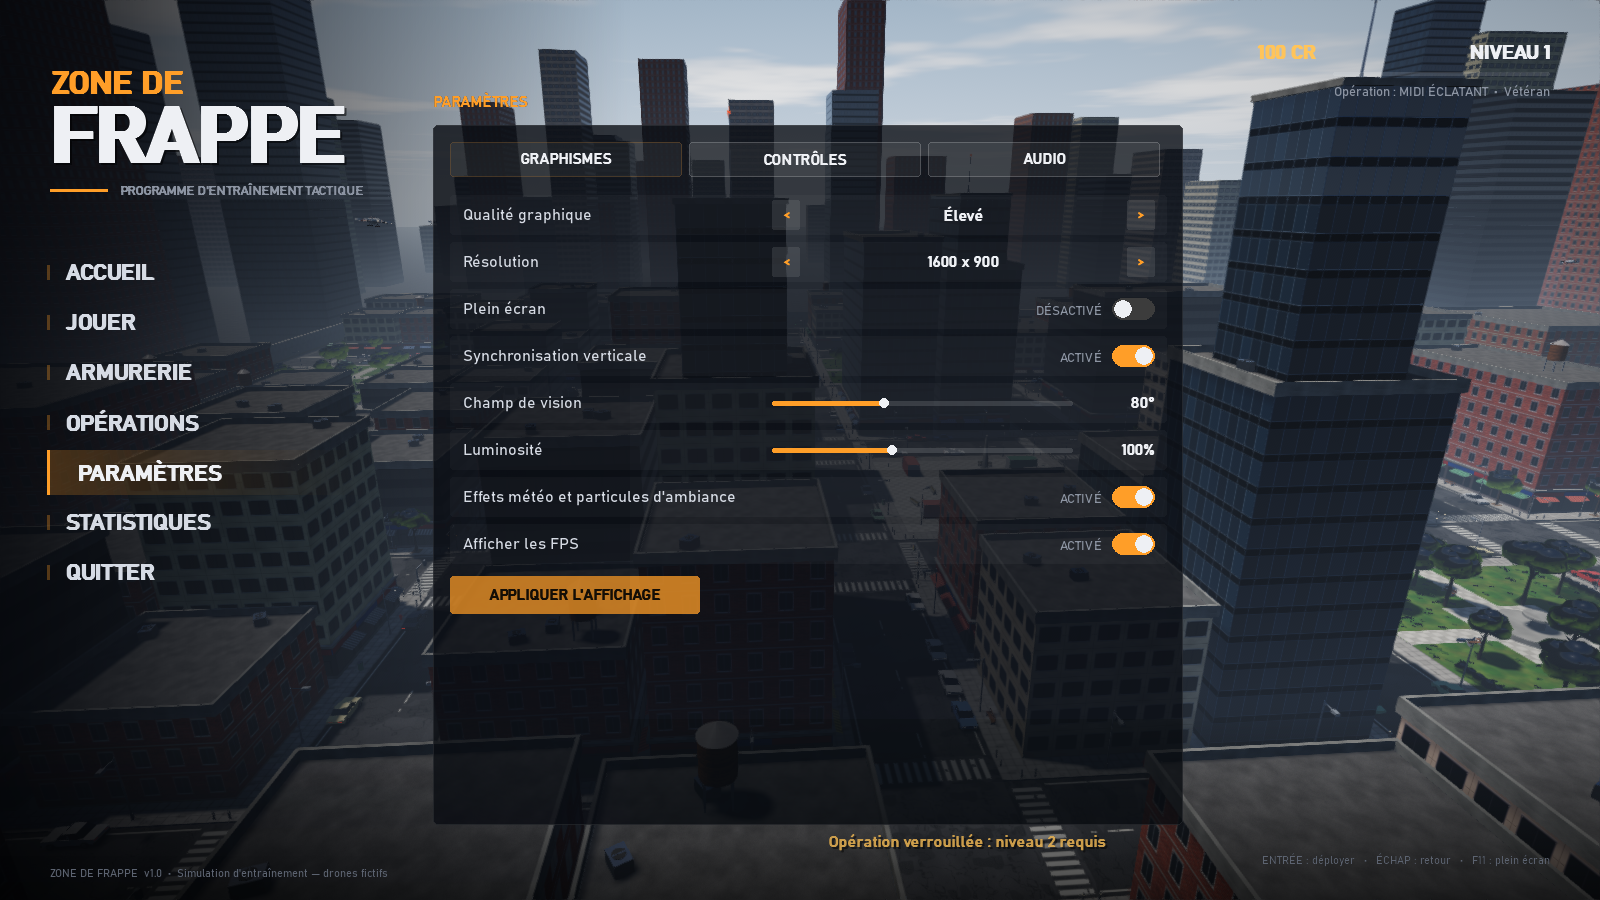 100 CR
NIVEAU 1
ZONE DE
FRAPPE
Opération : MIDI ÉCLATANT • Vétéran
PARAMÈTRES
PROGRAMME D'ENTRAÎNEMENT TACTIQUE
ACCUEIL
JOUER
ARMURERIE
OPÉRATIONS
PARAMÈTRES
STATISTIQUES
QUITTER
GRAPHISMES
CONTRÔLES
AUDIO
Qualité graphique
< Élevé >
Résolution
< 1600 x 900 >
Plein écran
DÉSACTIVÉ
Synchronisation verticale
ACTIVÉ
Champ de vision
80°
Luminosité
100%
Effets météo et particules d'ambiance
ACTIVÉ
Afficher les FPS
ACTIVÉ
APPLIQUER L'AFFICHAGE
Opération verrouillée : niveau 2 requis
ENTRÉE : déployer • ÉCHAP : retour • F11 : plein écran
ZONE DE FRAPPE v1.0 • Simulation d'entraînement — drones fictifs